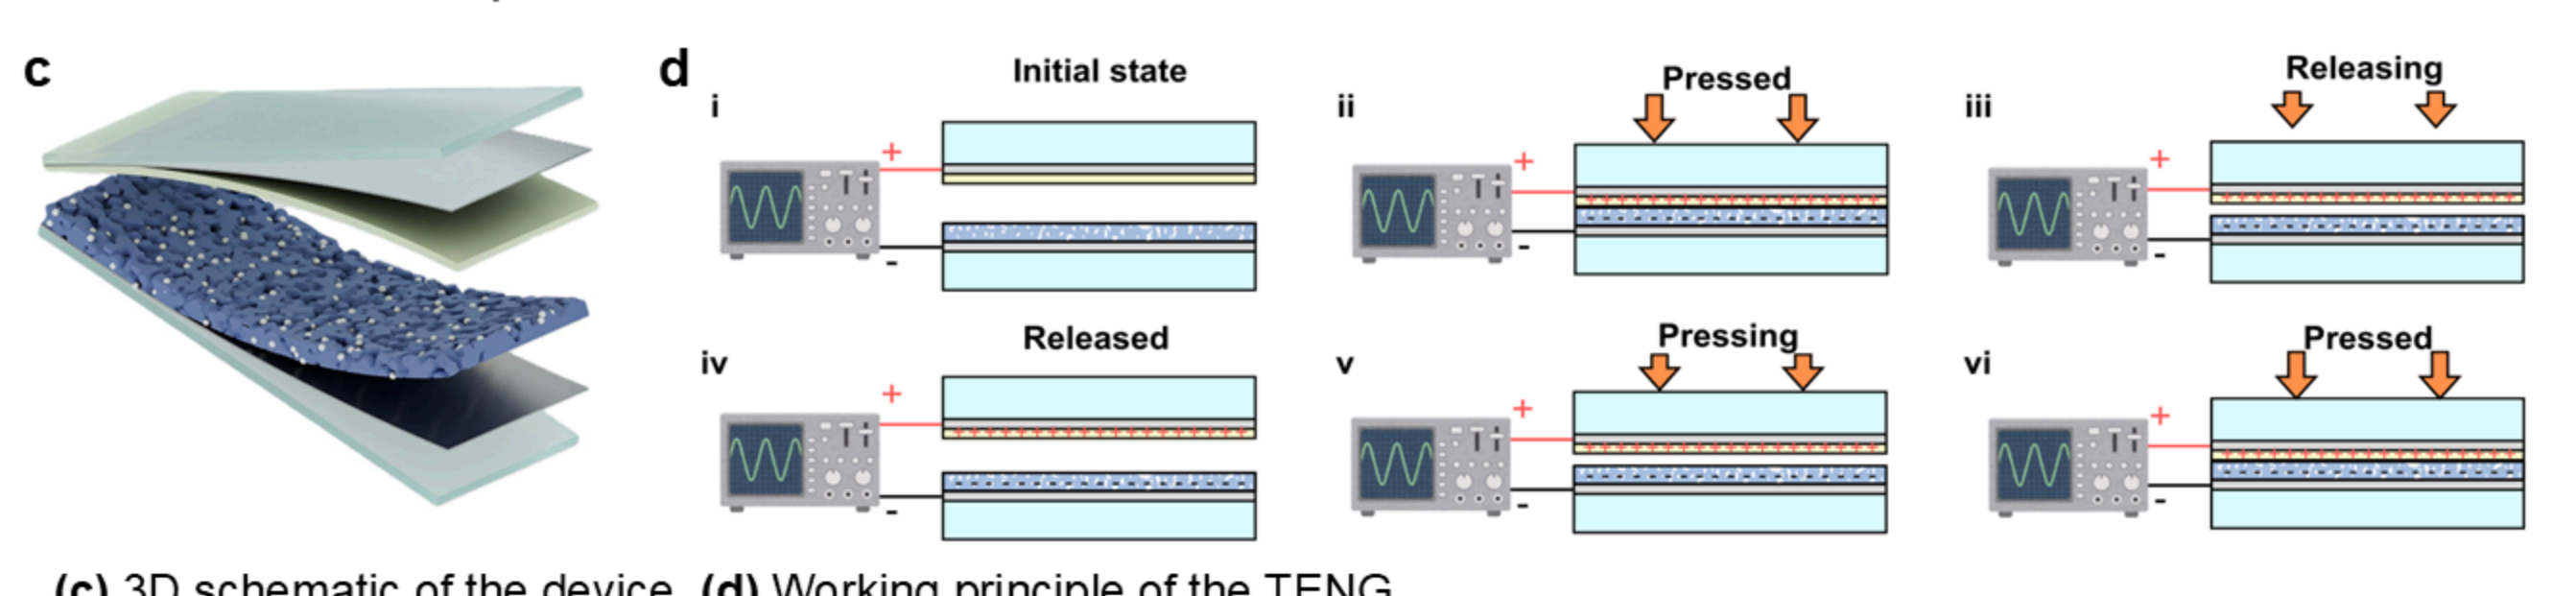 c
d
Initial state
i
+
-
Pressed
ii
+
-
Releasing
iii
+
-
Released
iv
+
-
Pressing
v
+
-
Pressed
vi
+
-
(c) 3D schematic of the device (d) Working principle of the TENG